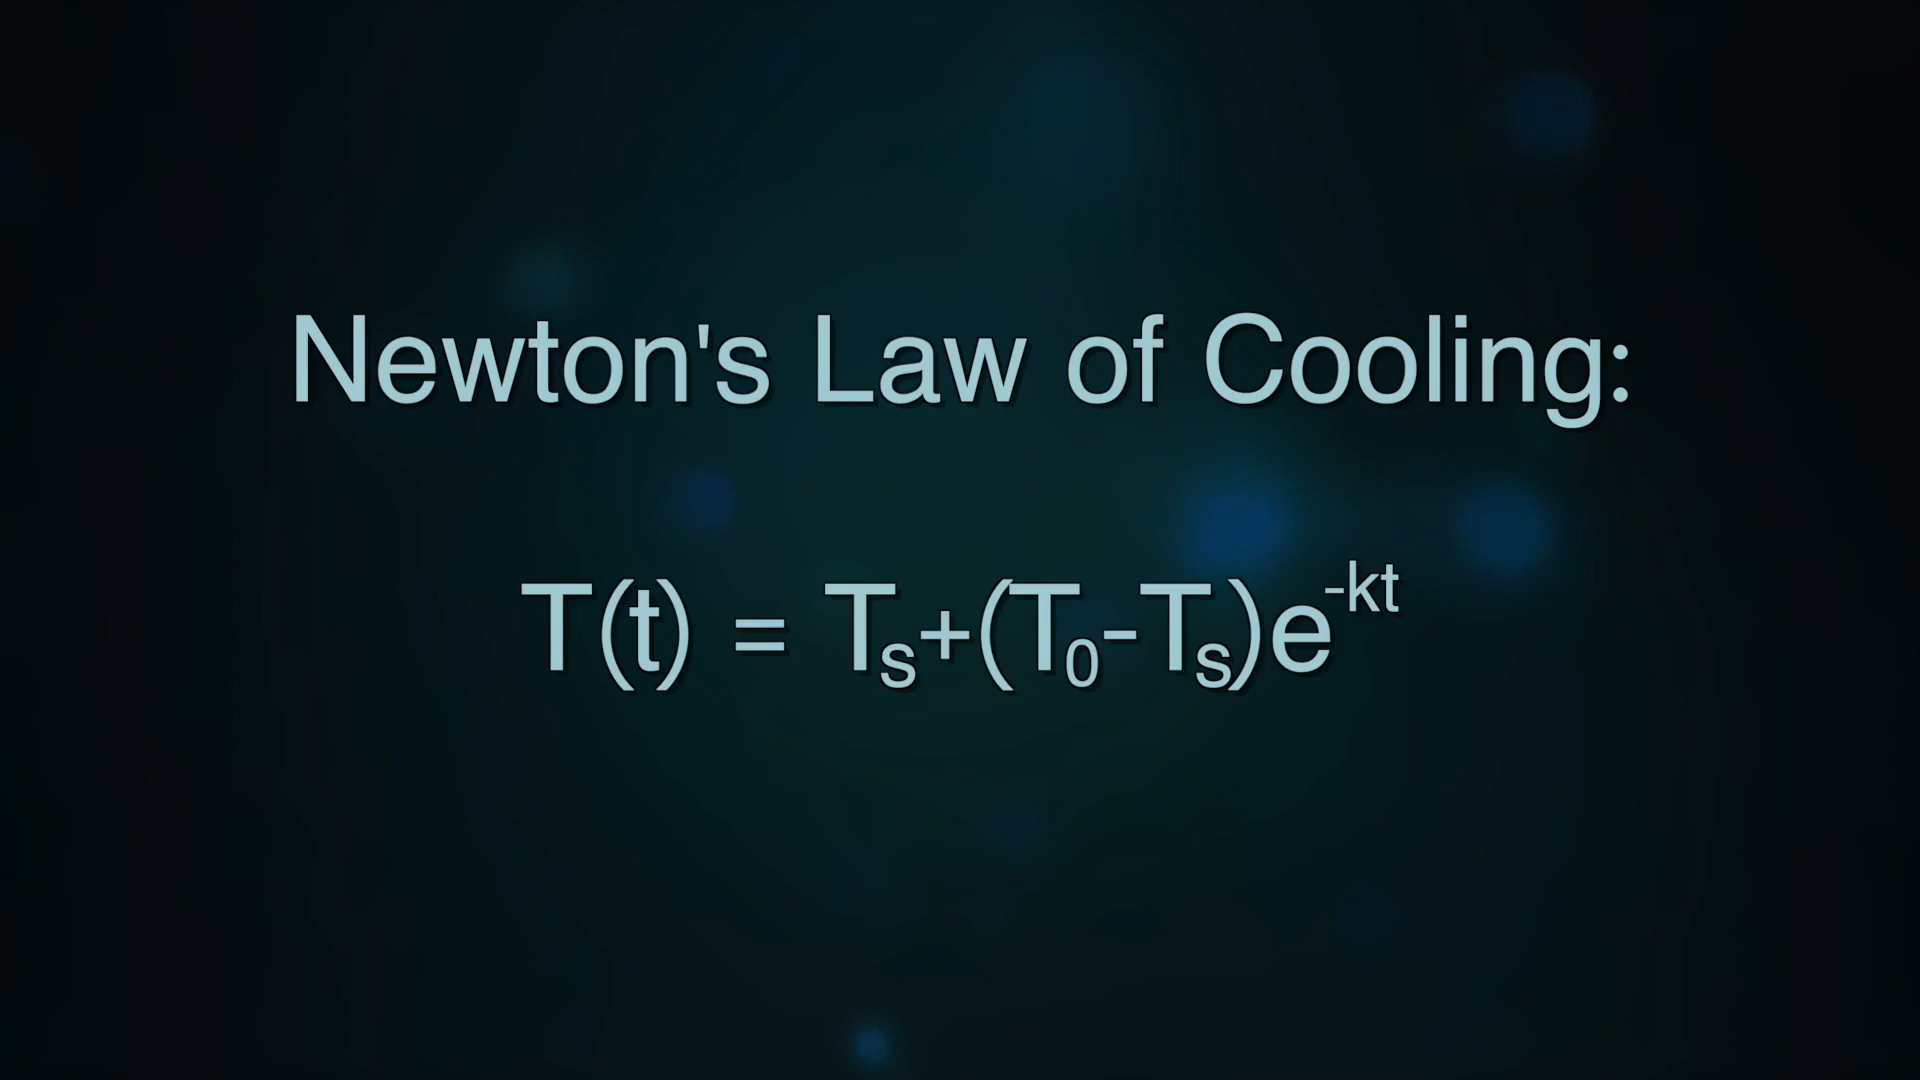 Newton's Law of Cooling:
T(t) = Tₛ+(T₀-Tₛ)e⁻ᵏᵗ